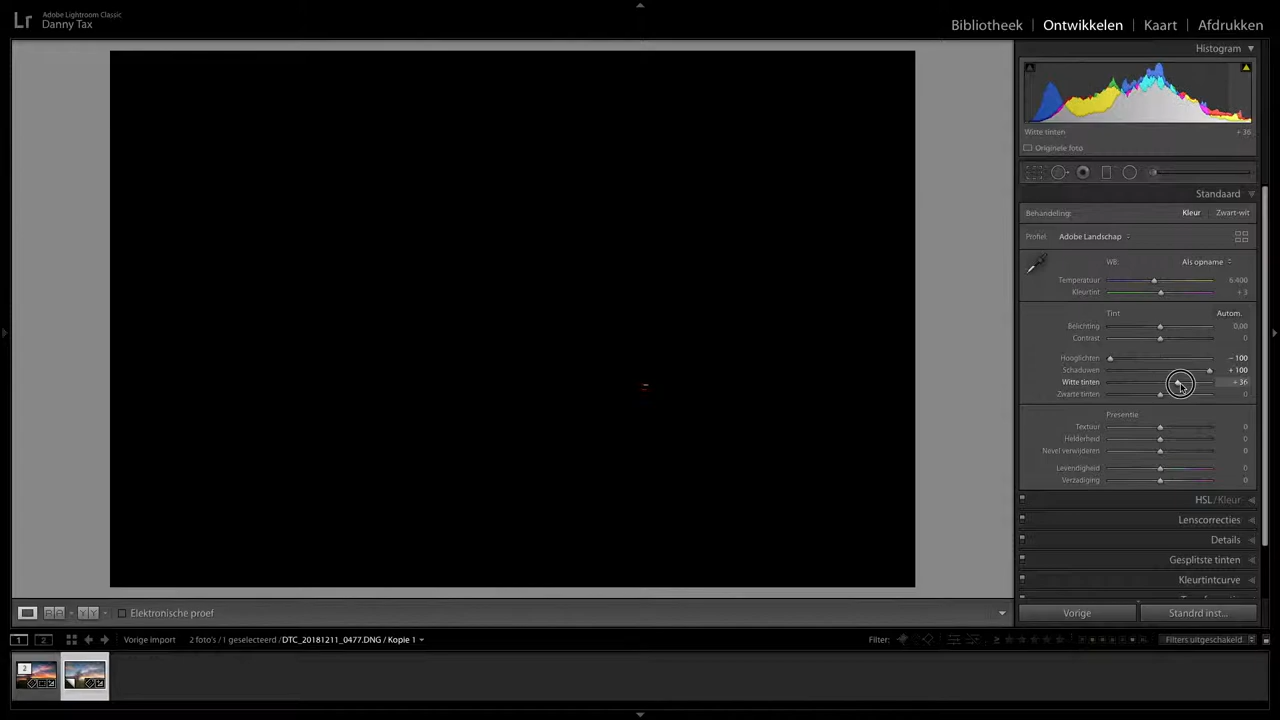 Lr
Adobe Lightroom Classic
Danny Tax
Bibliotheek | Ontwikkelen | Kaart | Afdrukken
Histogram
Witte tinten + 36
Originele foto
Standaard
Behandeling: Kleur Zwart-wit
Profiel: Adobe Landschap
WB: Als opname
Temperatuur 6.400
Kleurtint + 3
Tint Autom.
Belichting 0,00
Contrast 0
Hooglichten − 100
Schaduwen + 100
Witte tinten + 36
Zwarte tinten 0
Presentie
Textuur 0
Helderheid 0
Nevel verwijderen 0
Levendigheid 0
Verzadiging 0
HSL / Kleur
Lenscorrecties
Details
Gesplitste tinten
Kleurtintcurve
Elektronische proef
Vorige Standrd inst...
1 2 Vorige import 2 foto's / 1 geselecteerd / DTC_20181211_0477.DNG / Kopie 1 Filter: Filters uitgeschakeld
2